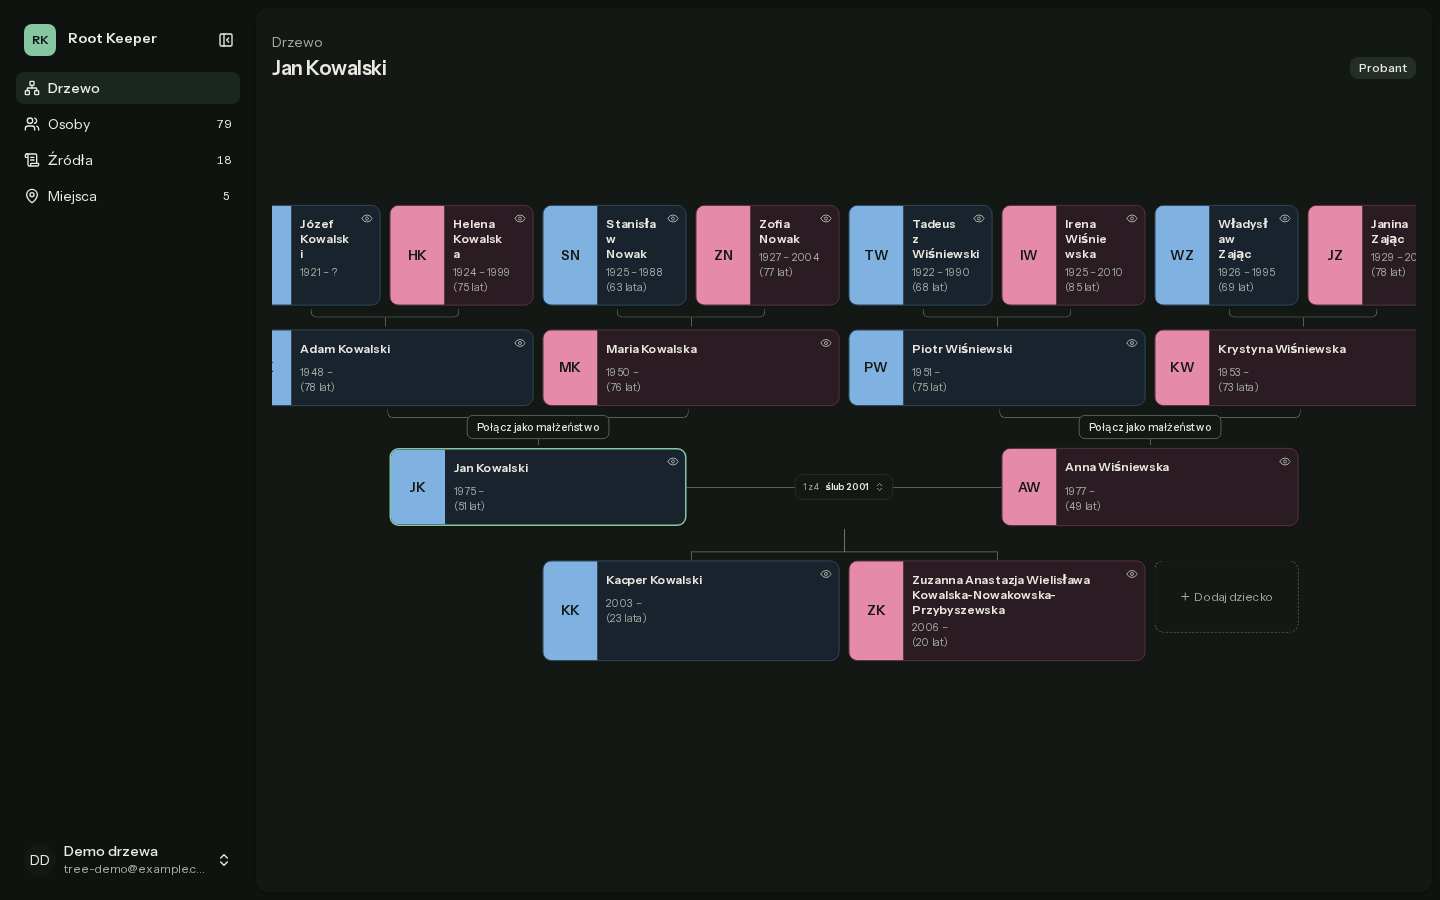 RK
Root Keeper
Drzewo
Osoby
79
Źródła
18
Miejsca
5
Drzewo
Jan Kowalski
Probant
Józef
Kowalsk
i
1921 – ?
HK
Helena
Kowalsk
a
1924 – 1999
(75 lat)
SN
Stanisła
w
Nowak
1925 – 1988
(63 lata)
ZN
Zofia
Nowak
1927 – 2004
(77 lat)
TW
Tadeus
z
Wiśniewski
1922 – 1990
(68 lat)
IW
Irena
Wiśnie
wska
1925 – 2010
(85 lat)
WZ
Władysł
aw
Zając
1926 – 1995
(69 lat)
JZ
Janina
Zając
1929 – 20
(78 lat)
Adam Kowalski
1948 –
(78 lat)
MK
Maria Kowalska
1950 –
(76 lat)
PW
Piotr Wiśniewski
1951 –
(75 lat)
KW
Krystyna Wiśniewska
1953 –
(73 lata)
Połącz jako małżeństwo
Połącz jako małżeństwo
JK
Jan Kowalski
1975 –
(51 lat)
1 z 4 ślub 2001
AW
Anna Wiśniewska
1977 –
(49 lat)
KK
Kacper Kowalski
2003 –
(23 lata)
ZK
Zuzanna Anastazja Wielisława
Kowalska-Nowakowska-
Przybyszewska
2006 –
(20 lat)
+ Dodaj dziecko
DD
Demo drzewa
tree-demo@example.c...